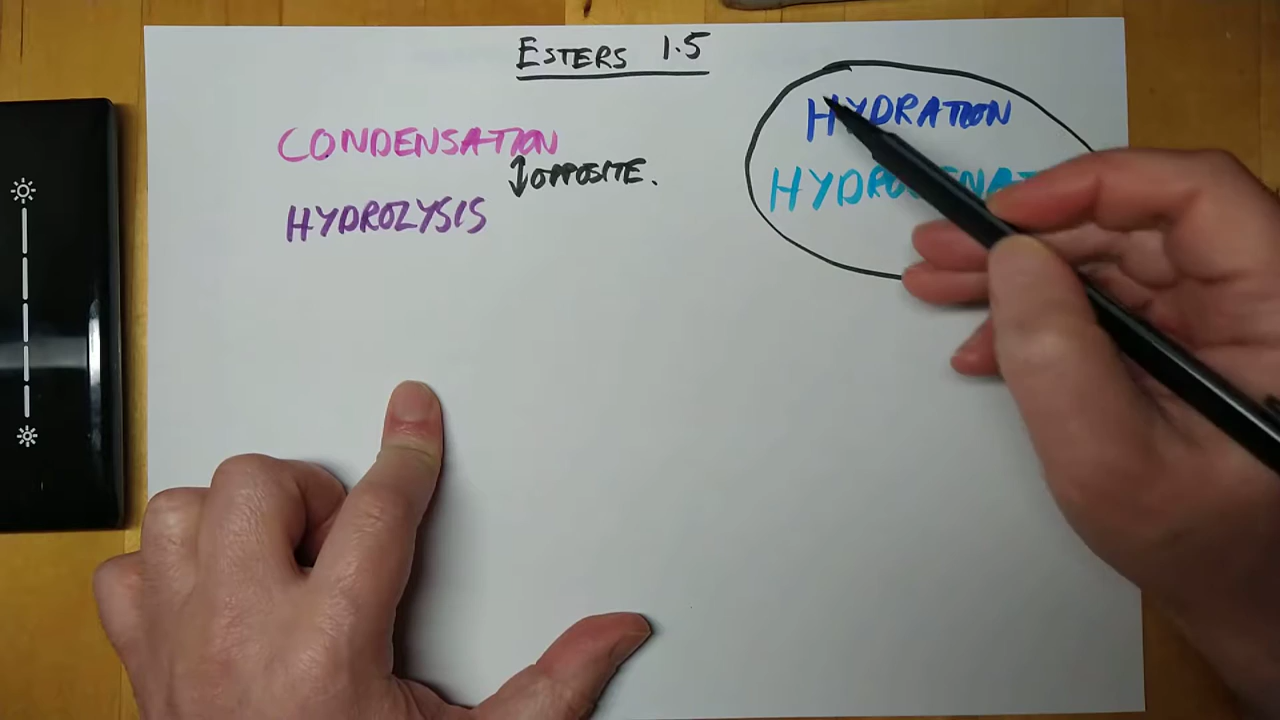 ESTERS 1.5
CONDENSATION
↕OPPOSITE.
HYDROLYSIS
HYDRATION